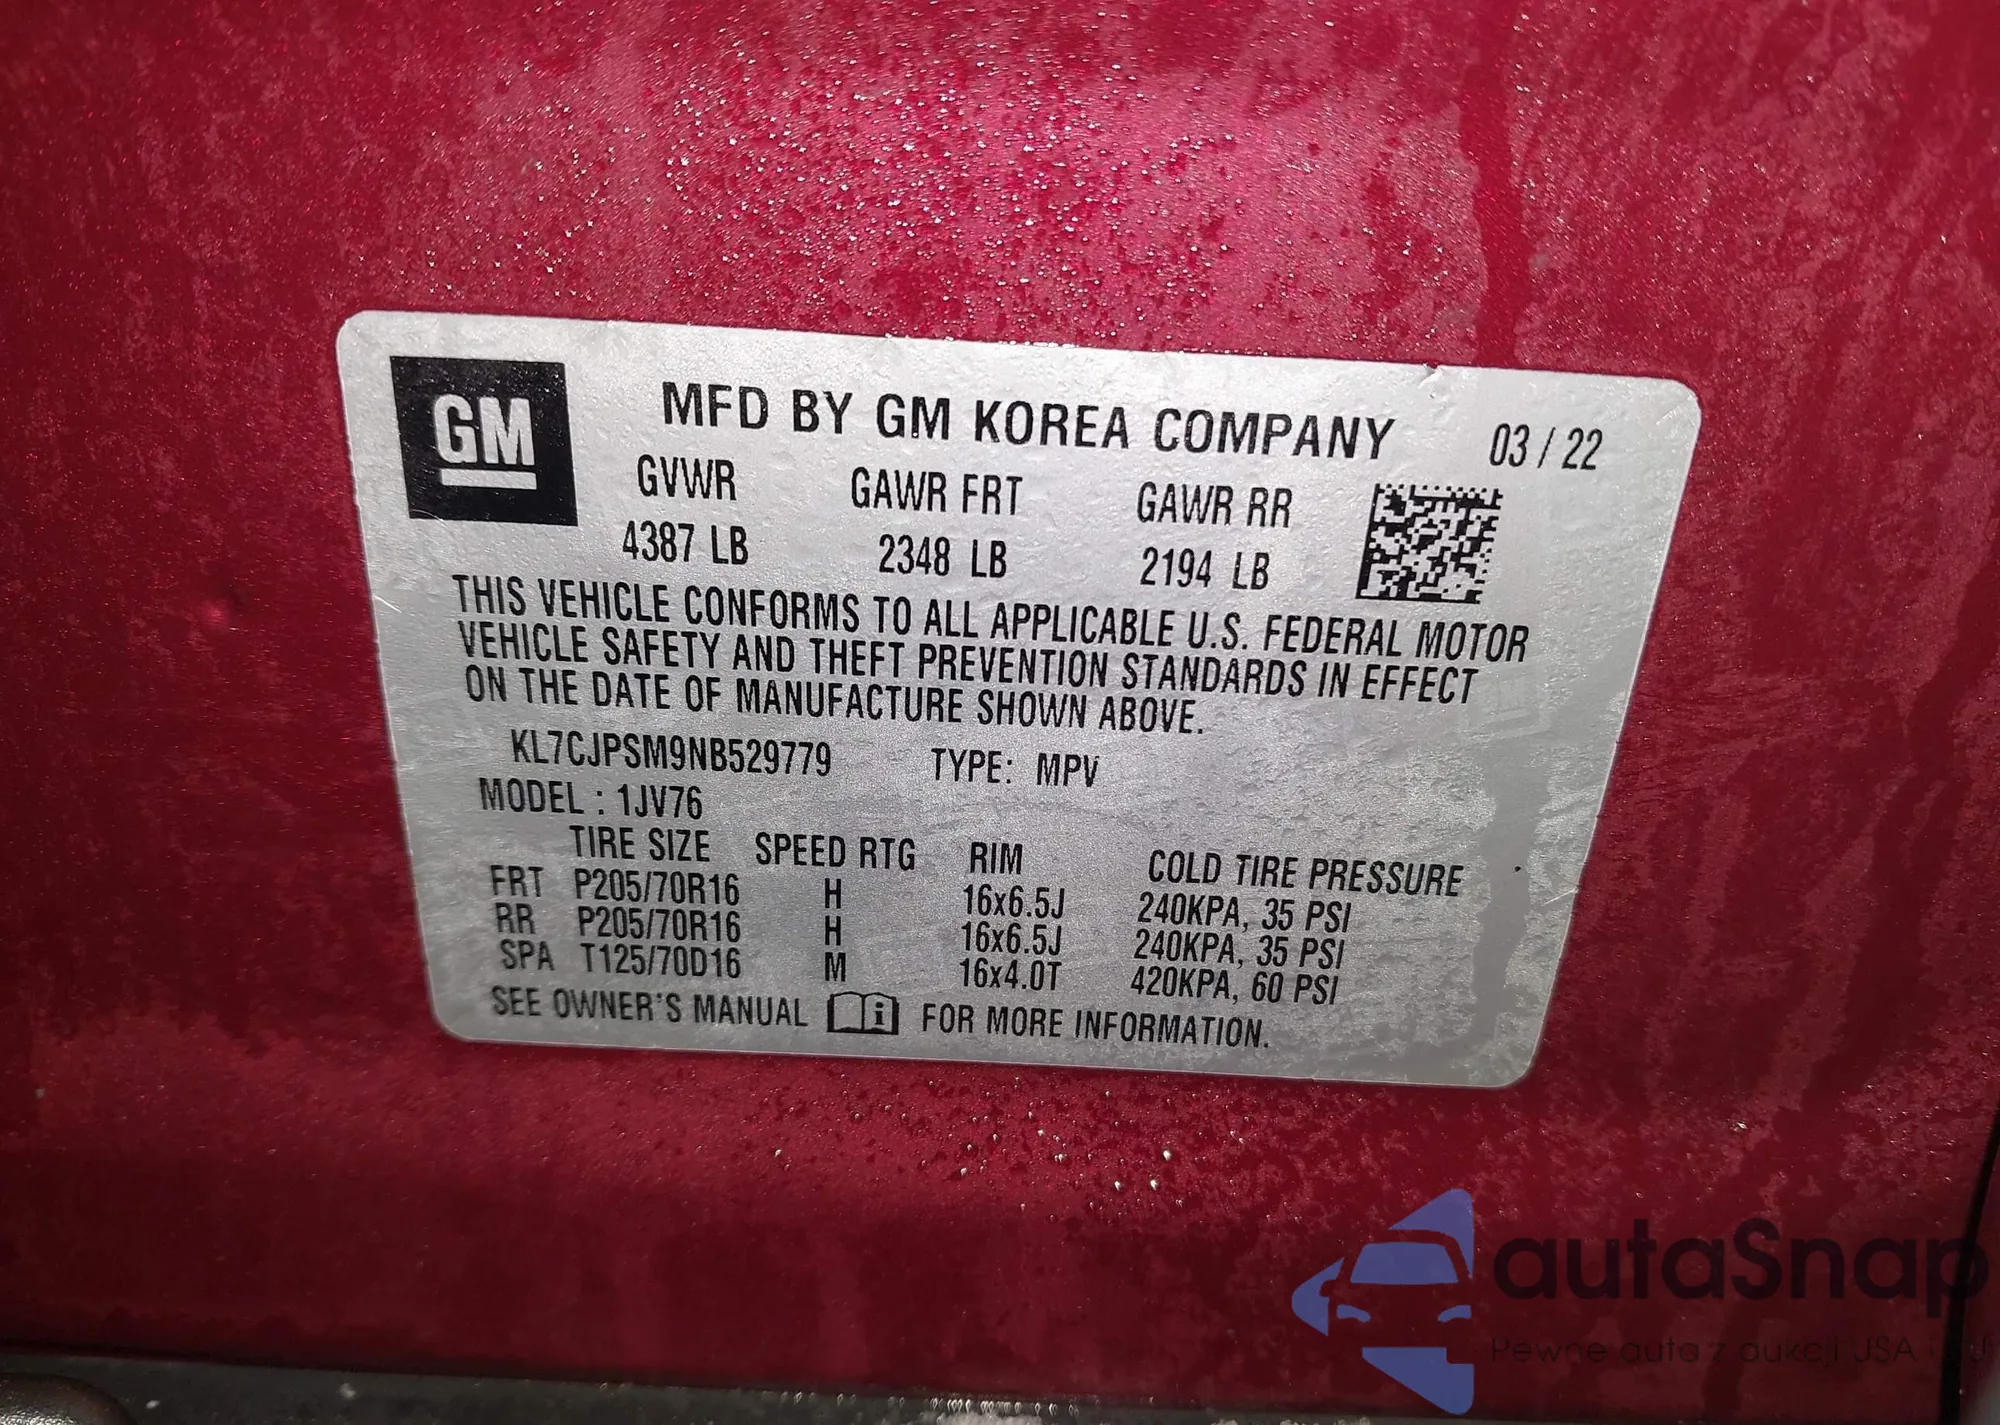 GM
MFD BY GM KOREA COMPANY 03 / 22
GVWR GAWR FRT GAWR RR
4387 LB 2348 LB 2194 LB
THIS VEHICLE CONFORMS TO ALL APPLICABLE U.S. FEDERAL MOTOR
VEHICLE SAFETY AND THEFT PREVENTION STANDARDS IN EFFECT
ON THE DATE OF MANUFACTURE SHOWN ABOVE.
KL7CJPSM9NB529779 TYPE: MPV
MODEL : 1JV76
TIRE SIZE SPEED RTG RIM COLD TIRE PRESSURE
FRT P205/70R16 H 16x6.5J 240KPA, 35 PSI
RR P205/70R16 H 16x6.5J 240KPA, 35 PSI
SPA T125/70D16 M 16x4.0T 420KPA, 60 PSI
SEE OWNER'S MANUAL i FOR MORE INFORMATION.
autaSnap
Pewne auta z aukcji USA i